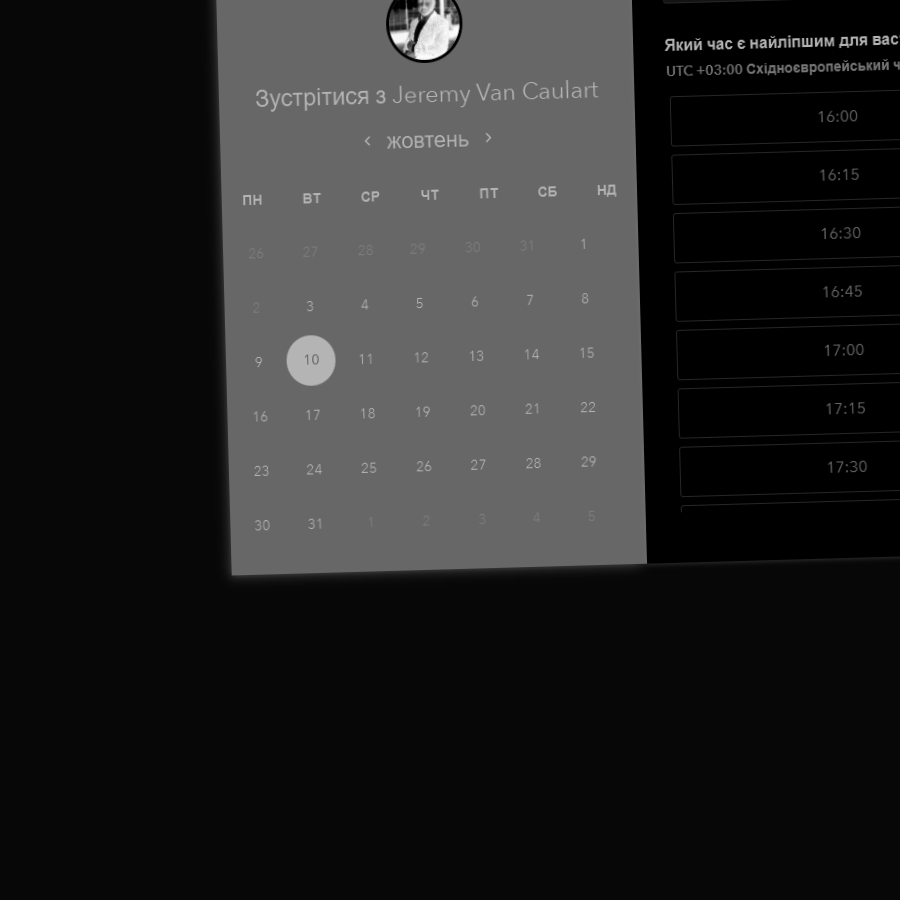 Зустрітися з Jeremy Van Caulart
жовтень
ПН ВТ СР ЧТ ПТ СБ НД
26 27 28 29 30 31 1
2 3 4 5 6 7 8
9 10 11 12 13 14 15
16 17 18 19 20 21 22
23 24 25 26 27 28 29
30 31 1 2 3 4 5
Який час є найліпшим для вас
UTC +03:00 Східноєвропейський
16:00
16:15
16:30
16:45
17:00
17:15
17:30